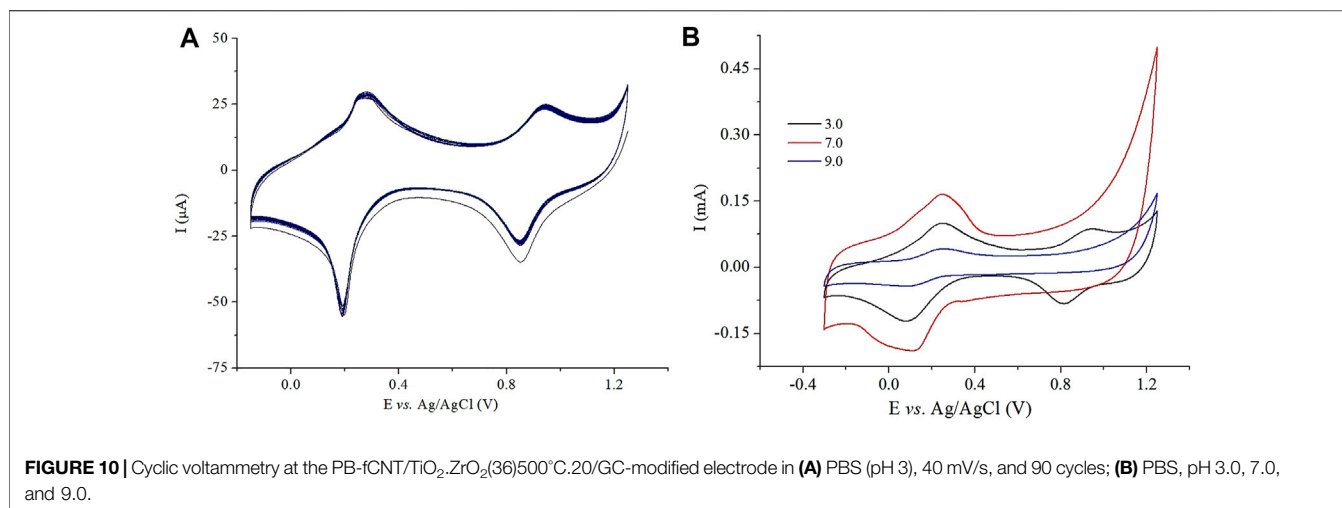 A
50
25
0
-25
-50
-75
I (µA)
0.0 0.4 0.8 1.2
E vs. Ag/AgCl (V)
B
0.45
0.30
0.15
0.00
-0.15
I (mA)
3.0
7.0
9.0
-0.4 0.0 0.4 0.8 1.2
E vs. Ag/AgCl (V)
FIGURE 10 | Cyclic voltammetry at the PB-fCNT/TiO₂.ZrO₂(36)500°C.20/GC-modified electrode in (A) PBS (pH 3), 40 mV/s, and 90 cycles; (B) PBS, pH 3.0, 7.0,
and 9.0.